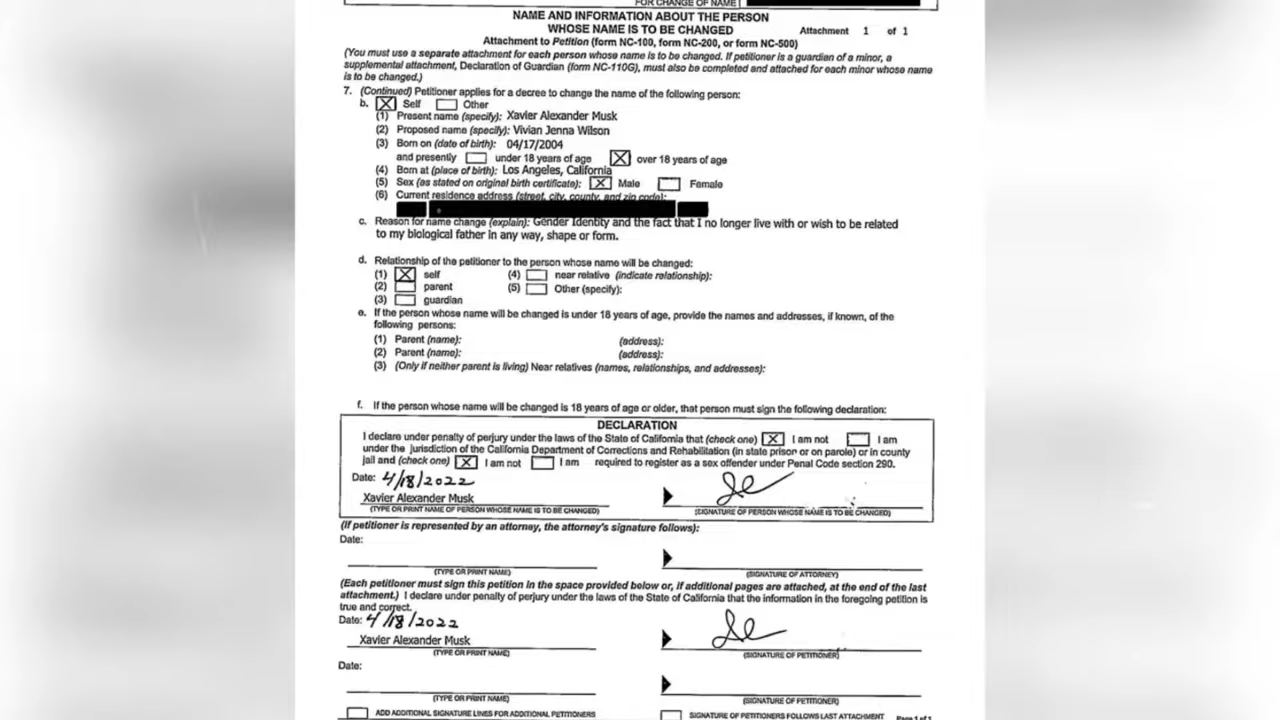 FOR CHANGE OF NAME
NAME AND INFORMATION ABOUT THE PERSON
WHOSE NAME IS TO BE CHANGED
Attachment 1 of 1
Attachment to Petition (form NC-100, form NC-200, or form NC-500)
(You must use a separate attachment for each person whose name is to be changed. If petitioner is a guardian of a minor, a
supplemental attachment, Declaration of Guardian (form NC-110G), must also be completed and attached for each minor whose name
is to be changed.)
7. (Continued) Petitioner applies for a decree to change the name of the following person:
b. X Self Other
(1) Present name (specify): Xavier Alexander Musk
(2) Proposed name (specify): Vivian Jenna Wilson
(3) Born on (date of birth): 04/17/2004
and presently under 18 years of age X over 18 years of age
(4) Born at (place of birth): Los Angeles, California
(5) Sex (as stated on original birth certificate): X Male Female
(6) Current residence address (street, city, county, and zip code):
c. Reason for name change (explain): Gender Identity and the fact that I no longer live with or wish to be related
to my biological father in any way, shape or form.
d. Relationship of the petitioner to the person whose name will be changed:
(1) X self (4) near relative (indicate relationship):
(2) parent (5) Other (specify):
(3) guardian
e. If the person whose name will be changed is under 18 years of age, provide the names and addresses, if known, of the
following persons:
(1) Parent (name): (address):
(2) Parent (name): (address):
(3) (Only if neither parent is living) Near relatives (names, relationships, and addresses):
f. If the person whose name will be changed is 18 years of age or older, that person must sign the following declaration:
DECLARATION
I declare under penalty of perjury under the laws of the State of California that (check one) X I am not I am
under the jurisdiction of the California Department of Corrections and Rehabilitation (in state prison or on parole) or in county
jail and (check one) X I am not I am required to register as a sex offender under Penal Code section 290.
Date: 4/18/2022
Xavier Alexander Musk
(TYPE OR PRINT NAME OF PERSON WHOSE NAME IS TO BE CHANGED) (SIGNATURE OF PERSON WHOSE NAME IS TO BE CHANGED)
(If petitioner is represented by an attorney, the attorney's signature follows):
Date:
(TYPE OR PRINT NAME) (SIGNATURE OF ATTORNEY)
(Each petitioner must sign this petition in the space provided below or, if additional pages are attached, at the end of the last
attachment.) I declare under penalty of perjury under the laws of the State of California that the information in the foregoing petition is
true and correct.
Date: 4/18/2022
Xavier Alexander Musk
(TYPE OR PRINT NAME) (SIGNATURE OF PETITIONER)
Date:
(TYPE OR PRINT NAME) (SIGNATURE OF PETITIONER)
ADD ADDITIONAL SIGNATURE LINES FOR ADDITIONAL PETITIONERS SIGNATURE OF PETITIONERS FOLLOWS LAST ATTACHMENT Page 1 of 1